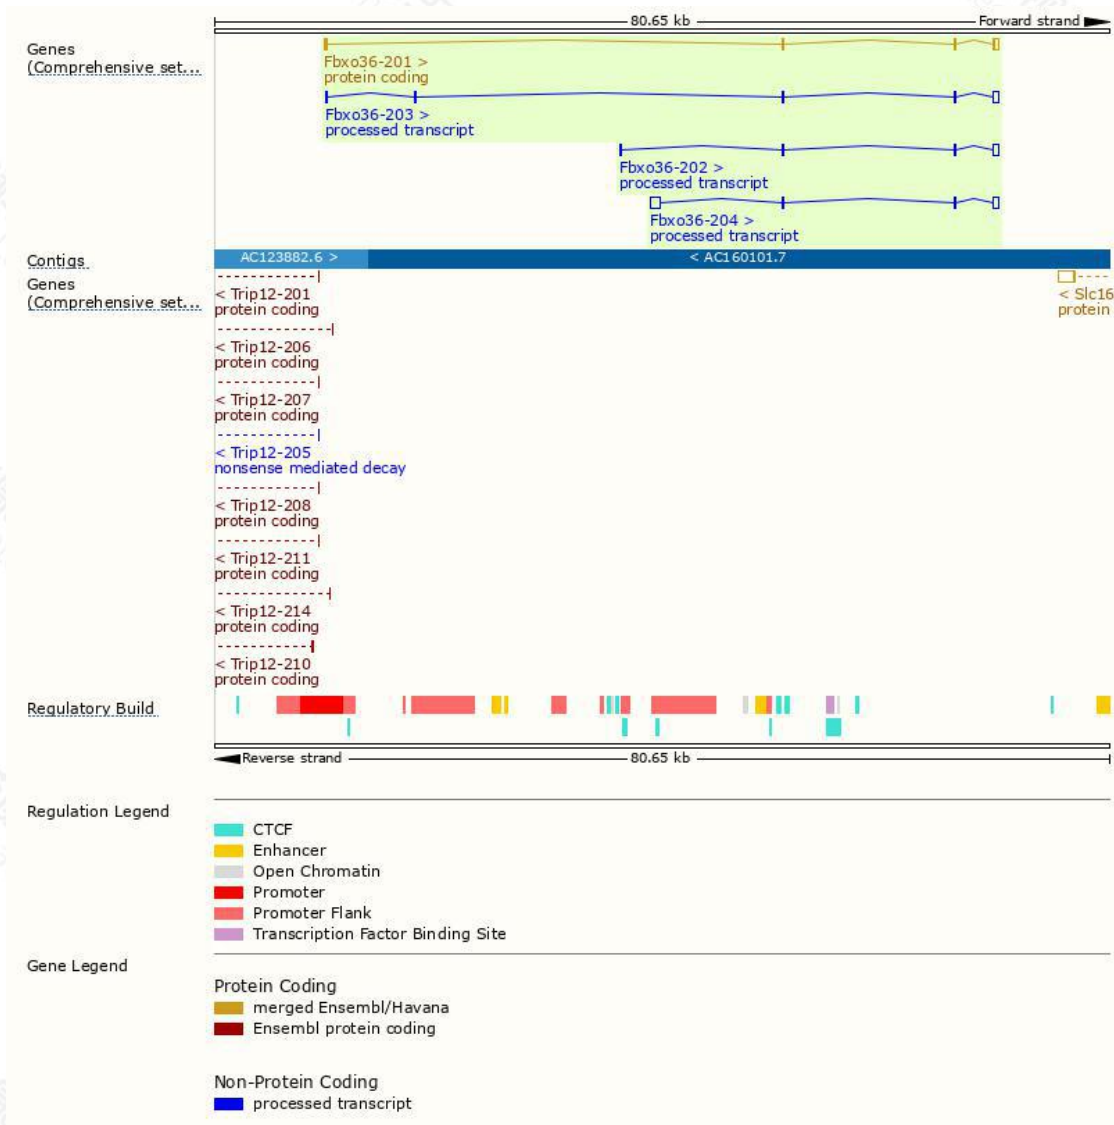 80.65 kb
Forward strand
Genes
(Comprehensive set...
Fbxo36-201 >
protein coding
Fbxo36-203 >
processed transcript
Fbxo36-202 >
processed transcript
Fbxo36-204 >
processed transcript
Contigs
AC123882.6 >
< AC160101.7
Genes
(Comprehensive set...
< Trip12-201
protein coding
< Slc16
protein
< Trip12-206
protein coding
< Trip12-207
protein coding
< Trip12-205
nonsense mediated decay
< Trip12-208
protein coding
< Trip12-211
protein coding
< Trip12-214
protein coding
< Trip12-210
protein coding
Regulatory Build
Reverse strand
80.65 kb
Regulation Legend
CTCF
Enhancer
Open Chromatin
Promoter
Promoter Flank
Transcription Factor Binding Site
Gene Legend
Protein Coding
merged Ensembl/Havana
Ensembl protein coding
Non-Protein Coding
processed transcript